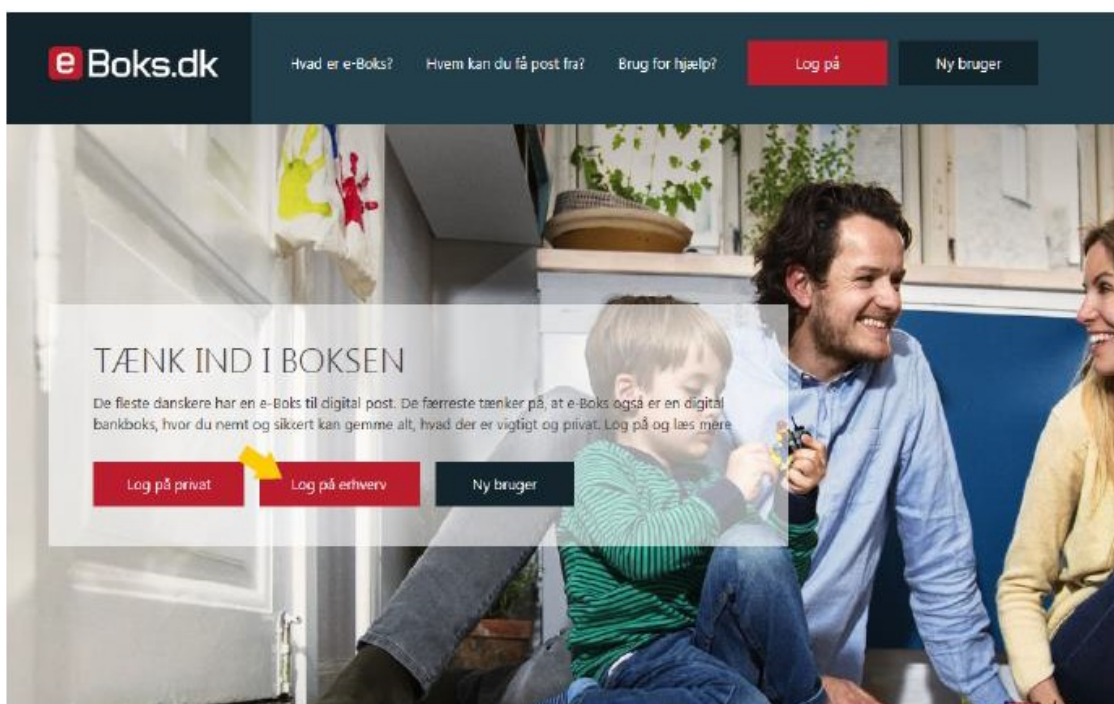 e Boks.dk
Hvad er e-Boks?
Hvem kan du få post fra?
Brug for hjælp?
Log på
Ny bruger
TÆNK IND I BOKSEN
De fleste danskere har en e-Boks til digital post. De færreste tænker på, at e-Boks også er en digital
bankboks, hvor du nemt og sikkert kan gemme alt, hvad der er vigtigt og privat. Log på og læs mere
Log på privat
Log på erhverv
Ny bruger